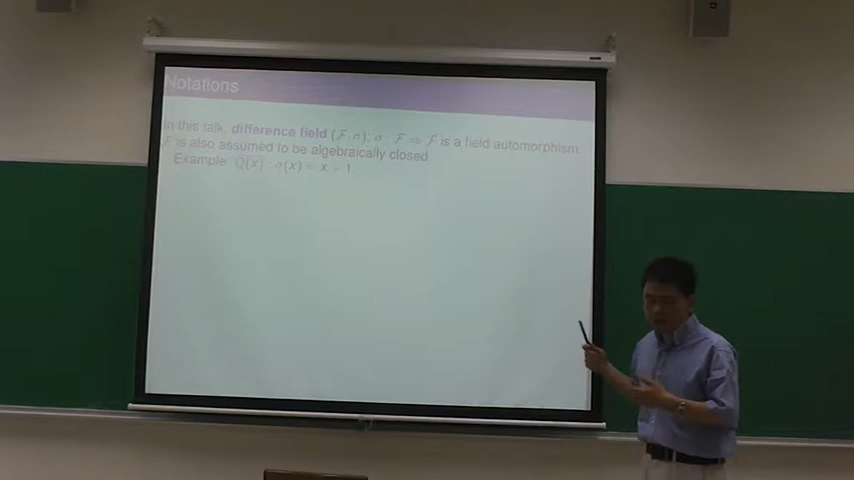 Notations
In this talk, difference field (F, σ); σ : F ⇒ F is a field automorphism.
F is also assumed to be algebraically closed
Example: Q(x) : σ(x) = x + 1